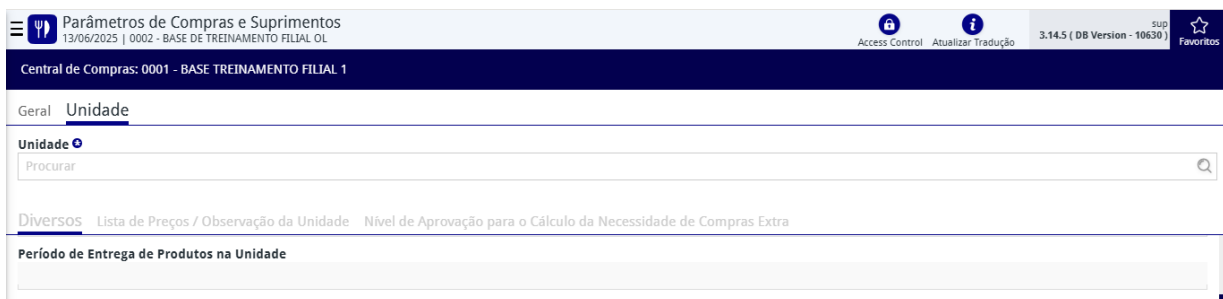 Parâmetros de Compras e Suprimentos
13/06/2025 | 0002 - BASE DE TREINAMENTO FILIAL OL
Access Control
Atualizar Tradução
sup
3.14.5 ( DB Version - 10630 )
Favoritos
Central de Compras: 0001 - BASE TREINAMENTO FILIAL 1
Geral Unidade
Unidade
Procurar
Diversos Lista de Preços / Observação da Unidade Nível de Aprovação para o Cálculo da Necessidade de Compras Extra
Período de Entrega de Produtos na Unidade